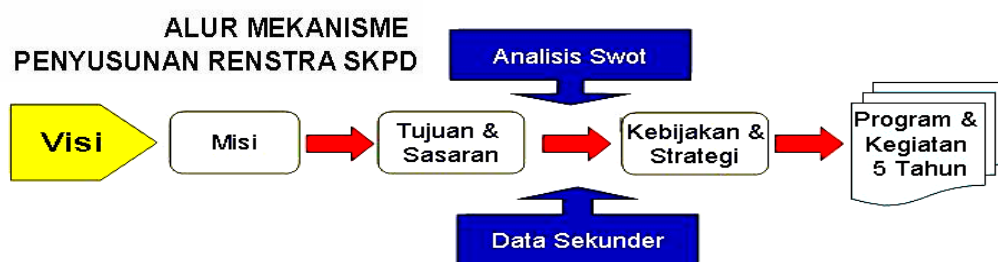 ALUR MEKANISME
PENYUSUNAN RENSTRA SKPD
Analisis Swot
Visi
Misi
Tujuan &
Sasaran
Kebijakan &
Strategi
Program &
Kegiatan
5 Tahun
Data Sekunder